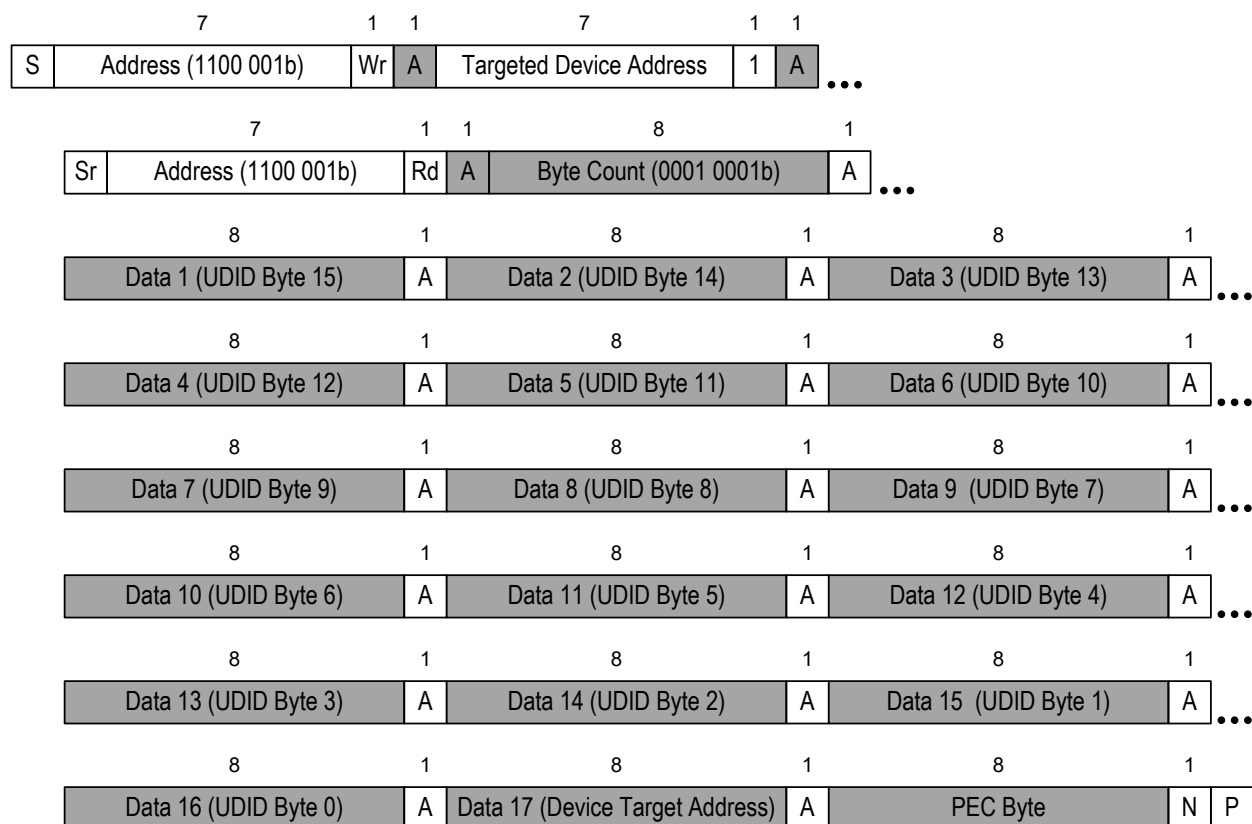 7 1 1 7 1 1
S Address (1100 001b) Wr A Targeted Device Address 1 A ...
7 1 1 8 1
Sr Address (1100 001b) Rd A Byte Count (0001 0001b) A ...
8 1 8 1 8 1
Data 1 (UDID Byte 15) A Data 2 (UDID Byte 14) A Data 3 (UDID Byte 13) A ...
8 1 8 1 8 1
Data 4 (UDID Byte 12) A Data 5 (UDID Byte 11) A Data 6 (UDID Byte 10) A ...
8 1 8 1 8 1
Data 7 (UDID Byte 9) A Data 8 (UDID Byte 8) A Data 9 (UDID Byte 7) A ...
8 1 8 1 8 1
Data 10 (UDID Byte 6) A Data 11 (UDID Byte 5) A Data 12 (UDID Byte 4) A ...
8 1 8 1 8 1
Data 13 (UDID Byte 3) A Data 14 (UDID Byte 2) A Data 15 (UDID Byte 1) A ...
8 1 8 1 8 1
Data 16 (UDID Byte 0) A Data 17 (Device Target Address) A PEC Byte N P